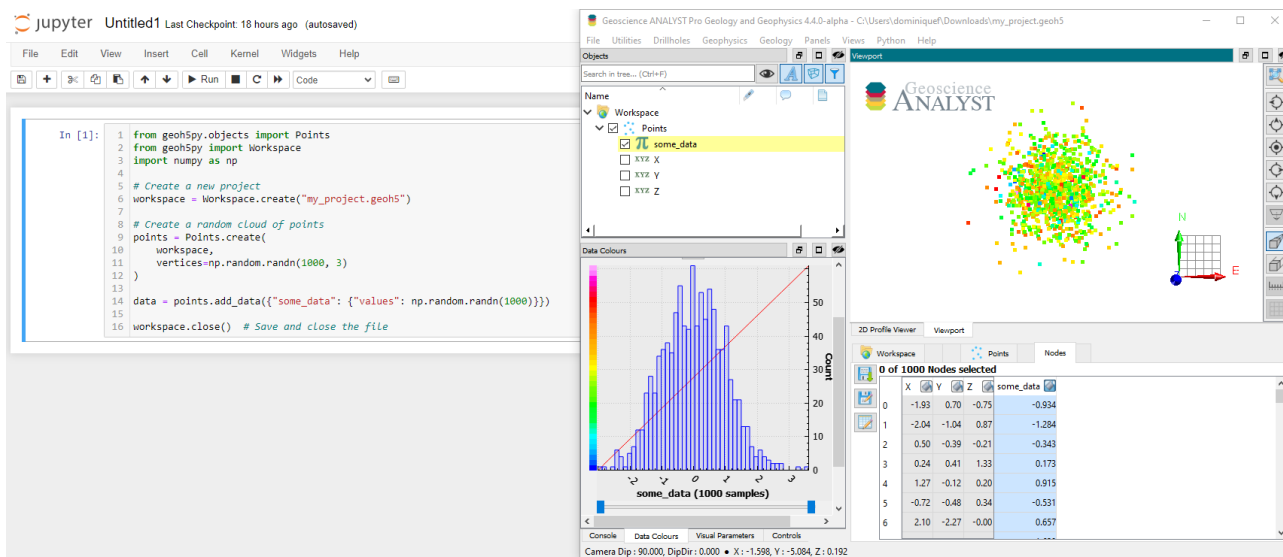 jupyter Untitled1 Last Checkpoint: 18 hours ago (autosaved)
File Edit View Insert Cell Kernel Widgets Help
Run Code
In [1]:
1 from geoh5py.objects import Points
2 from geoh5py import Workspace
3 import numpy as np
4
5 # Create a new project
6 workspace = Workspace.create("my_project.geoh5")
7
8 # Create a random cloud of points
9 points = Points.create(
10 workspace,
11 vertices=np.random.randn(1000, 3)
12 )
13
14 data = points.add_data({"some_data": {"values": np.random.randn(1000)}})
15
16 workspace.close() # Save and close the file
Geoscience ANALYST Pro Geology and Geophysics 4.4.0-alpha - C:\Users\dominiquef\Downloads\my_project.geoh5
File Utilities Drillholes Geophysics Geology Panels Views Python Help
Objects
Search in tree... (Ctrl+F)
Name
Workspace
Points
π some_data
XYZ X
XYZ Y
XYZ Z
Data Colours
50
40
30
20
10
0
Count
-2 -1 0 1 2 3
some_data (1000 samples)
Console Data Colours Visual Parameters Controls
Camera Dip : 90.000, DipDir : 0.000 ● X : -1.598, Y : -5.084, Z : 0.192
Viewport
Geoscience
ANALYST
N
E
2D Profile Viewer Viewport
Workspace Points Nodes
0 of 1000 Nodes selected
X Y Z some_data
0 -1.93 0.70 -0.75 -0.934
1 -2.04 -1.04 0.87 -1.284
2 0.50 -0.39 -0.21 -0.343
3 0.24 0.41 1.33 0.173
4 1.27 -0.12 0.20 0.915
5 -0.72 -0.48 0.34 -0.531
6 2.10 -2.27 -0.00 0.657